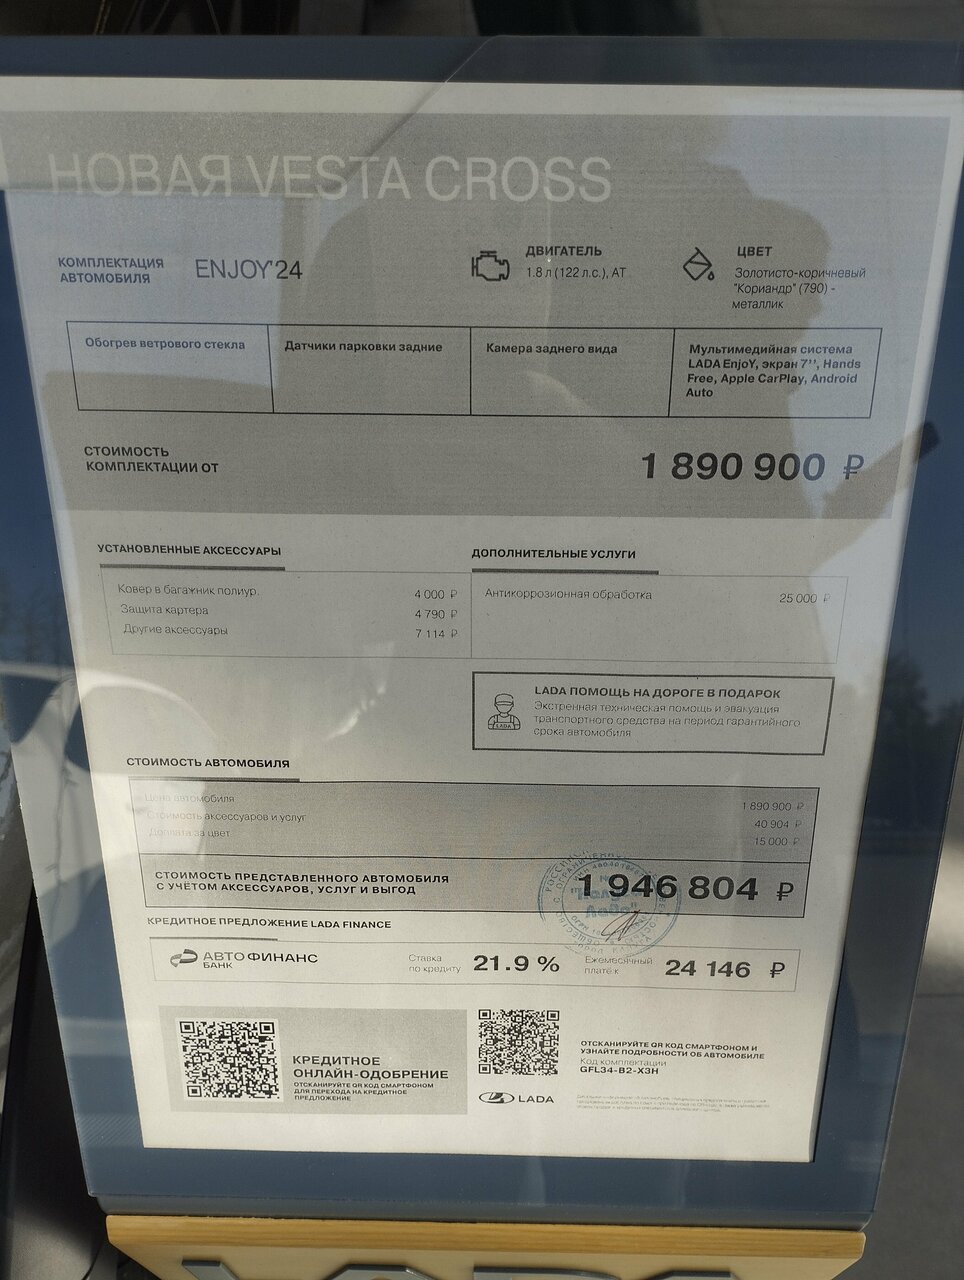 НОВАЯ VESTA CROSS
КОМПЛЕКТАЦИЯ
АВТОМОБИЛЯ
ENJOY'24
ДВИГАТЕЛЬ
1.8 л (122 л.с.), АТ
ЦВЕТ
Золотисто-коричневый
"Кориандр" (790) -
металлик
Обогрев ветрового стекла
Датчики парковки задние
Камера заднего вида
Мультимедийная система
LADA EnjoY, экран 7'', Hands
Free, Apple CarPlay, Android
Auto
СТОИМОСТЬ
КОМПЛЕКТАЦИИ ОТ
1 890 900 ₽
УСТАНОВЛЕННЫЕ АКСЕССУАРЫ
Ковер в багажник полиур. 4 000 ₽
Защита картера 4 790 ₽
Другие аксессуары 7 114 ₽
ДОПОЛНИТЕЛЬНЫЕ УСЛУГИ
Антикоррозионная обработка 25 000 ₽
LADA
LADA ПОМОЩЬ НА ДОРОГЕ В ПОДАРОК
Экстренная техническая помощь и эвакуация
транспортного средства на период гарантийного
срока автомобиля
СТОИМОСТЬ АВТОМОБИЛЯ
Цена автомобиля 1 890 900 ₽
Стоимость аксессуаров и услуг 40 904 ₽
Доплата за цвет 15 000 ₽
СТОИМОСТЬ ПРЕДСТАВЛЕННОГО АВТОМОБИЛЯ
С УЧЁТОМ АКСЕССУАРОВ, УСЛУГ И ВЫГОД
1 946 804 ₽
КРЕДИТНОЕ ПРЕДЛОЖЕНИЕ LADA FINANCE
АВТОФИНАНС
БАНК
Ставка
по кредиту
21.9 %
Ежемесячный
платёж
24 146 ₽
КРЕДИТНОЕ
ОНЛАЙН-ОДОБРЕНИЕ
ОТСКАНИРУЙТЕ QR КОД СМАРТФОНОМ
ДЛЯ ПЕРЕХОДА НА КРЕДИТНОЕ
ПРЕДЛОЖЕНИЕ
LADA
ОТСКАНИРУЙТЕ QR КОД СМАРТФОНОМ И
УЗНАЙТЕ ПОДРОБНОСТИ ОБ АВТОМОБИЛЕ
Код комплектации
GFL34-B2-X3H